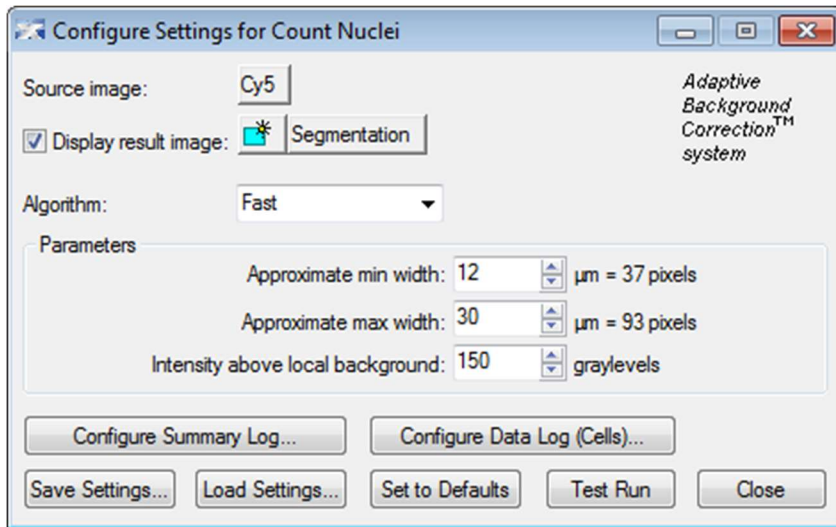 Configure Settings for Count Nuclei
Source image: Cy5
Adaptive
Background
Correction™
system
Display result image: Segmentation
Algorithm: Fast
Parameters
Approximate min width: 12 µm = 37 pixels
Approximate max width: 30 µm = 93 pixels
Intensity above local background: 150 graylevels
Configure Summary Log... Configure Data Log (Cells)...
Save Settings... Load Settings... Set to Defaults Test Run Close